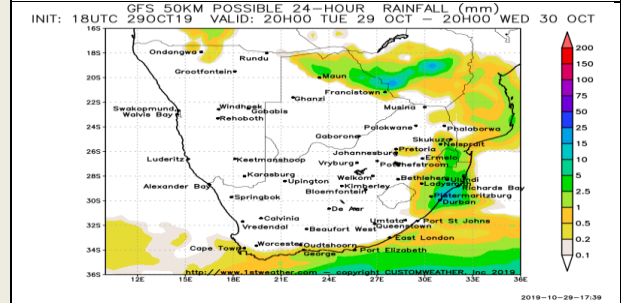 GFS 50KM POSSIBLE 24-HOUR RAINFALL (mm)
INIT: 18UTC 29OCT19 VALID: 20H00 TUE 29 OCT – 20H00 WED 30 OCT
16S
18S
20S
22S
24S
26S
28S
30S
32S
34S
36S
Ondangwa
Rundu
Grootfontein
Maun
Francistown
Ghanzi
Musina
Swakopmund
Walvis Bay
Windhoek
Gobabis
Rehoboth
Polokwane
Phalaborwa
Gaborone
Skukuza
Nelspruit
Pretoria
Johannesburg
Ermelo
Luderitz
Keetmanshoop
Vryburg
Potchefstroom
Karasburg
Upington
Welkom
Bethlehem
Ulundi
Kimberley
Ladysmith
Richards Bay
Alexander Bay
Bloemfontein
Springbok
Pietermaritzburg
Durban
De Aar
Calvinia
Umtata
Port St Johns
Vredendal
Queenstown
Beaufort West
East London
Cape Town
Worcester
Oudtshoorn
George
Port Elizabeth
http://www.1stweather.com – copyright CUSTOMWEATHER, Inc 2019
12E
15E
18E
21E
24E
27E
30E
33E
200
150
100
75
50
25
15
10
5
2.5
1
0.5
0.2
0.1
2019-10-29-17:39